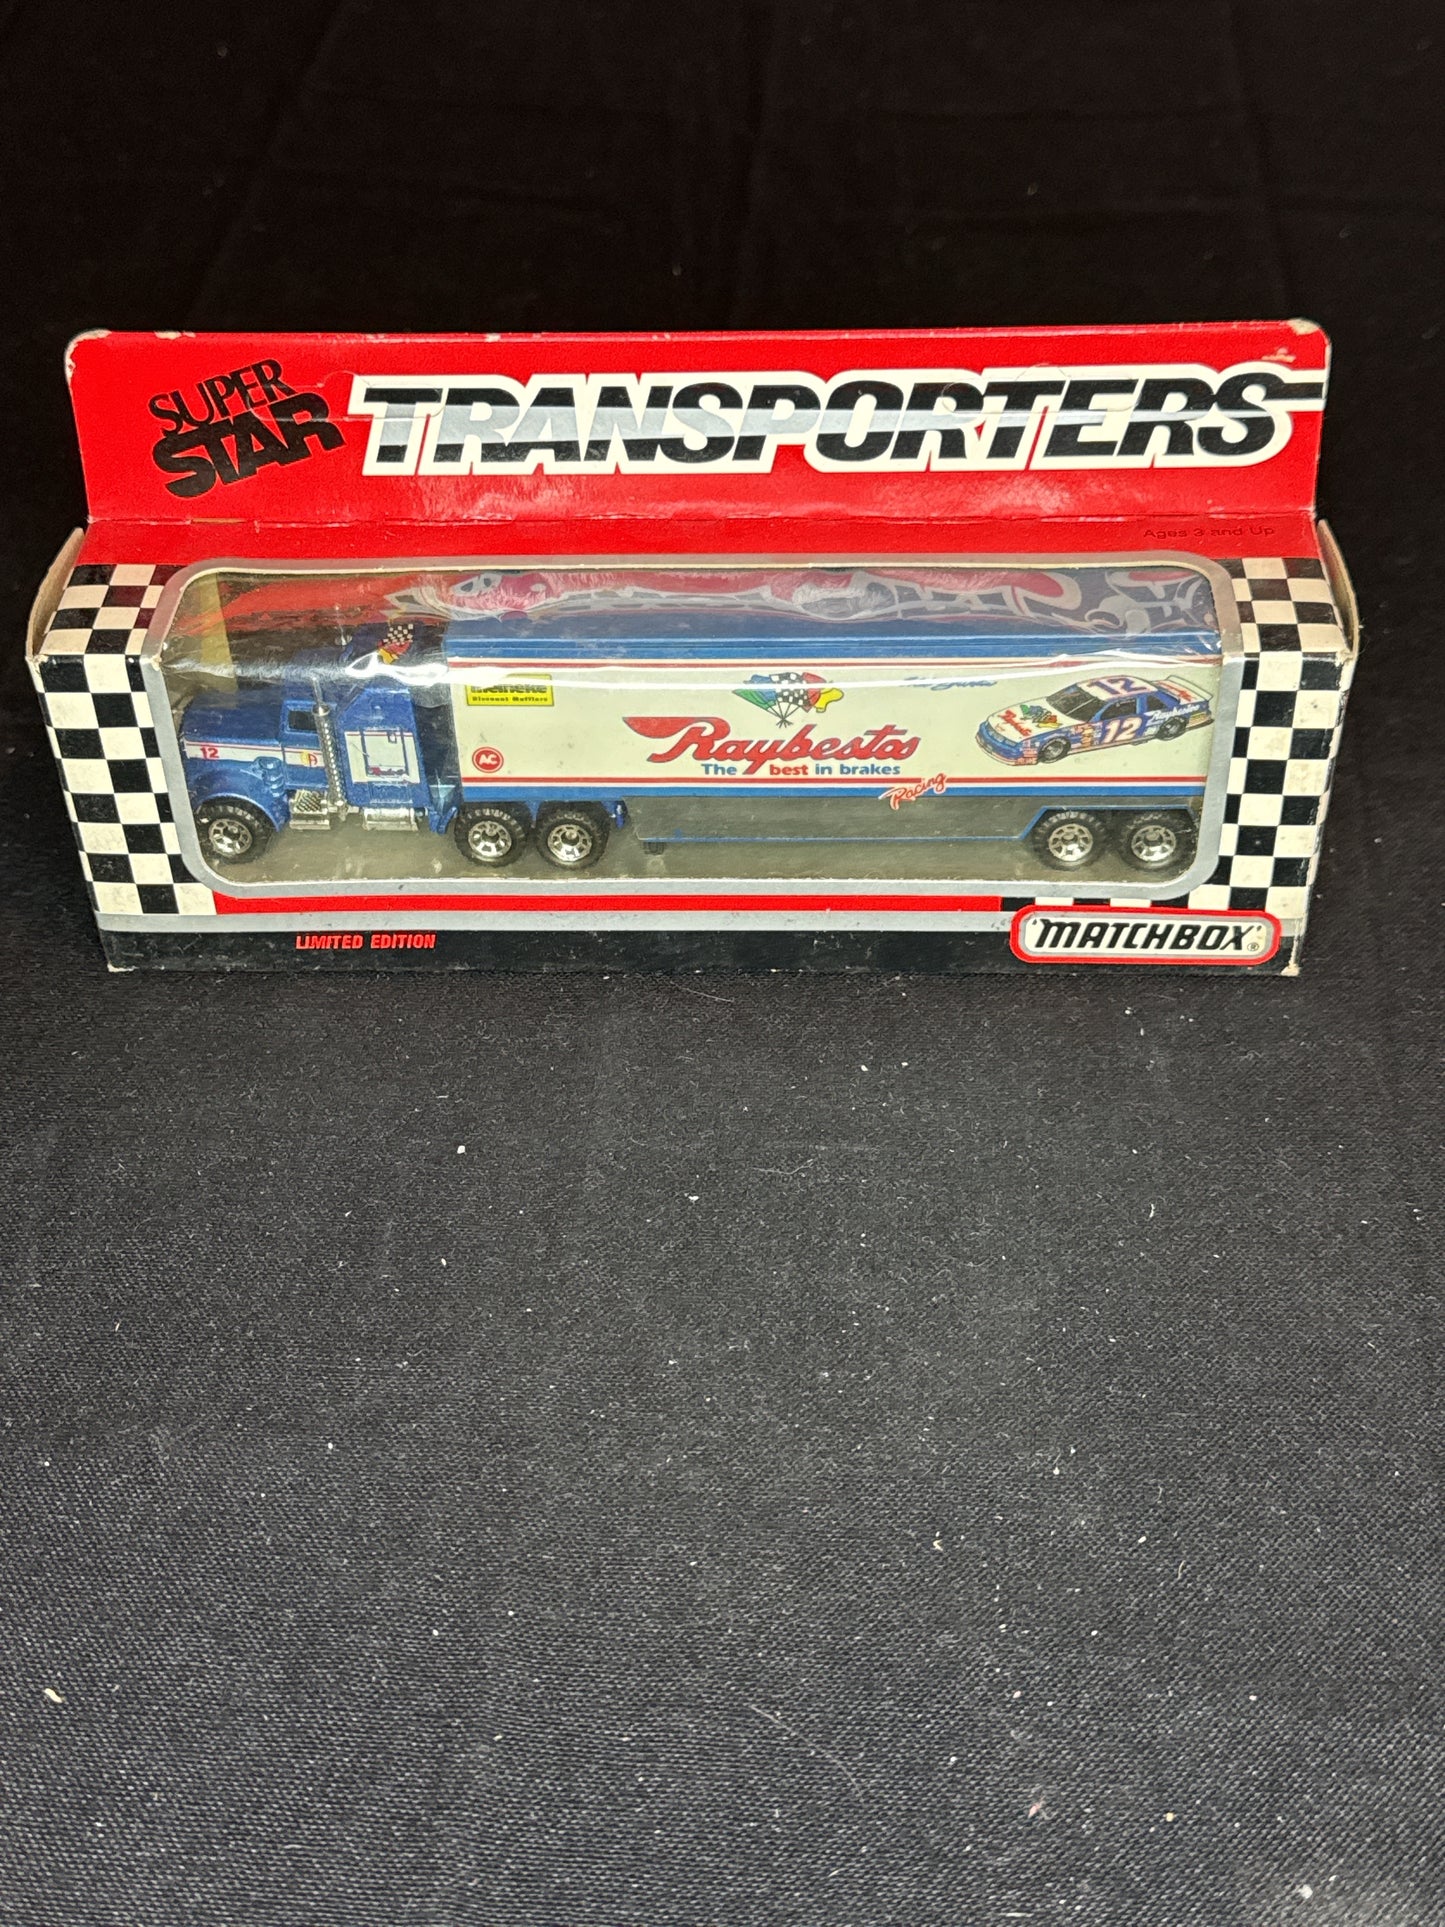 SUPER
STAR
TRANSPORTERS
Ages 3 and Up
Meineke
Discount Mufflers
12
AC
Raybestos
The best in brakes
Racing
12
12
LIMITED EDITION
'MATCHBOX'®